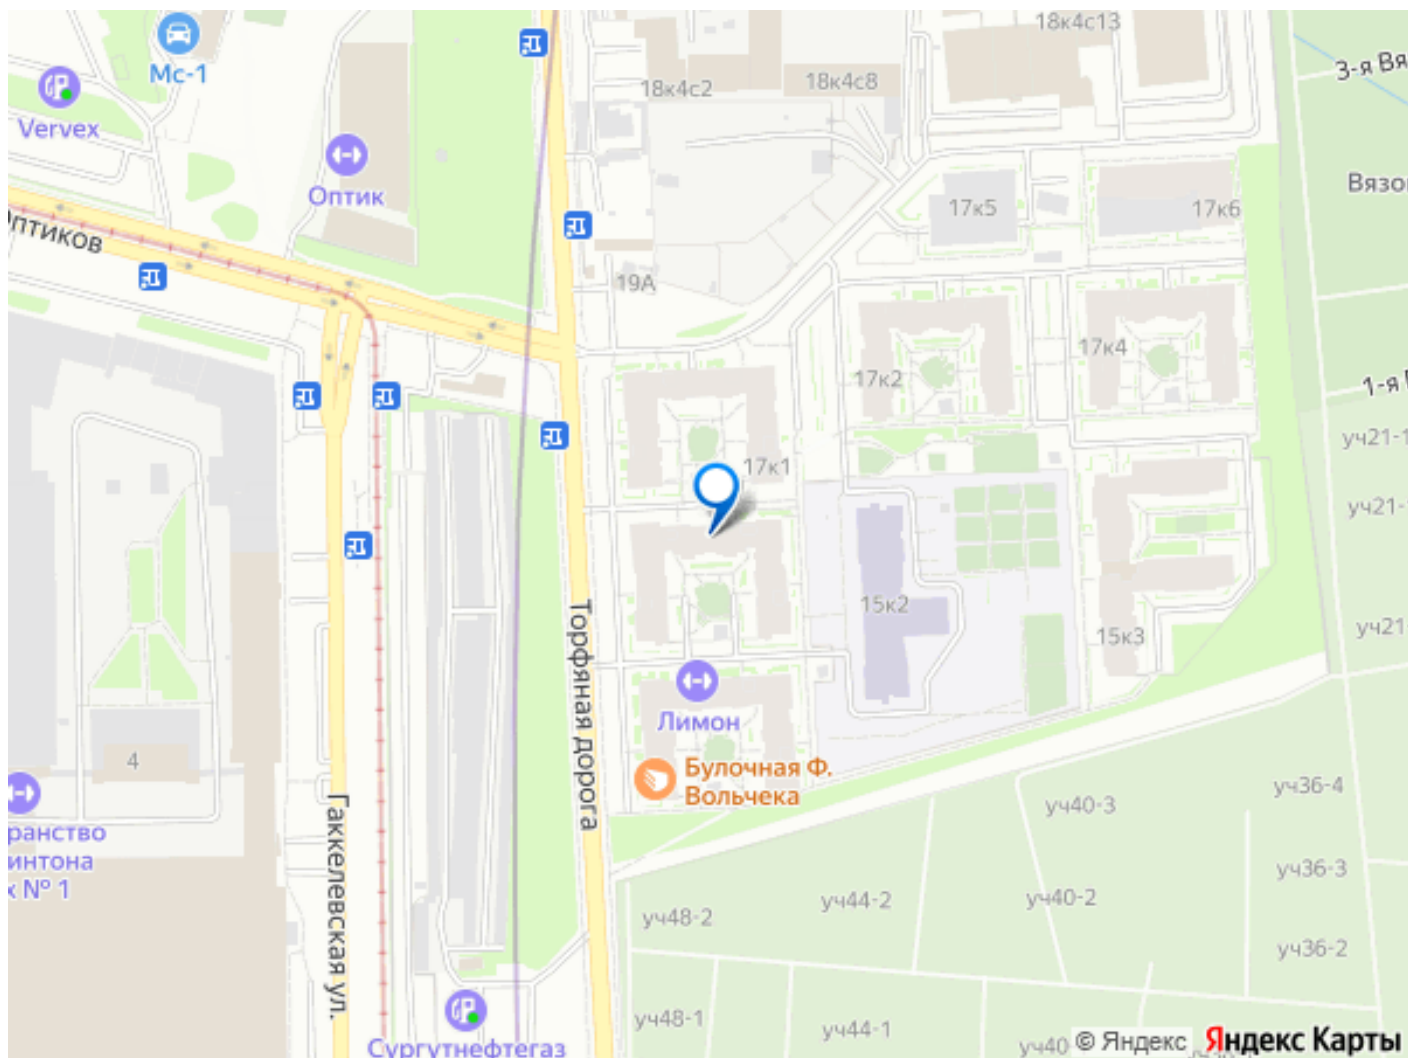 18к4с13
3-я Вя
Мс-1
18к4с2
18к4с8
Vervex
Оптик
Вязо
17к5
17к6
Оптиков
19А
17к4
17к2
1-я
уч21-1
17к1
уч21-
15к2
15к3
уч21
Торфяная дорога
Лимон
4
Булочная Ф.
Вольчека
уч36-4
уч40-3
Гаккелевская ул.
ранство
интона
х № 1
уч36-3
уч44-2
уч40-2
уч48-2
уч36-2
уч48-1
уч44-1
уч40
© Яндекс
Яндекс Карты
Сургутнефтегаз